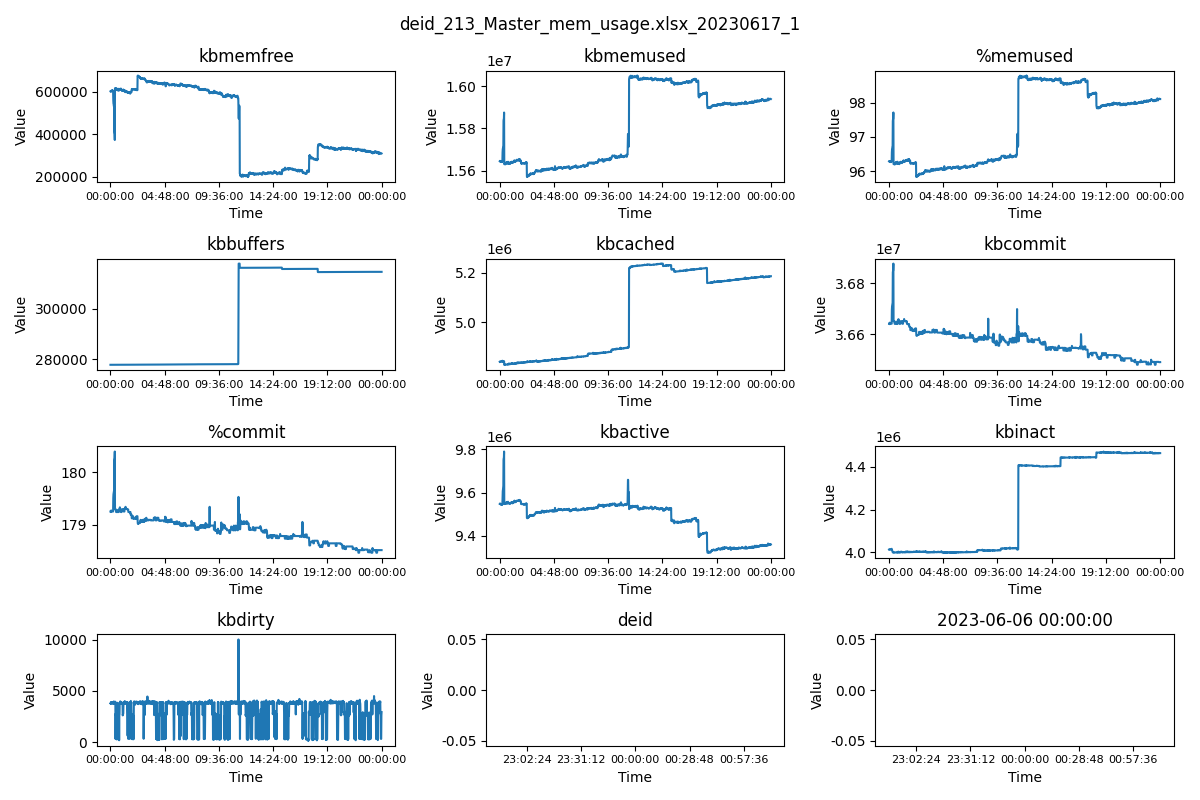 deid_213_Master_mem_usage.xlsx_20230617_1
kbmemfree
600000
400000
200000
Value
00:00:00 04:48:00 09:36:00 14:24:00 19:12:00 00:00:00
Time
kbmemused
1e7
1.60
1.58
1.56
Value
00:00:00 04:48:00 09:36:00 14:24:00 19:12:00 00:00:00
Time
%memused
98
97
96
Value
00:00:00 04:48:00 09:36:00 14:24:00 19:12:00 00:00:00
Time
kbbuffers
300000
280000
Value
00:00:00 04:48:00 09:36:00 14:24:00 19:12:00 00:00:00
Time
kbcached
1e6
5.2
5.0
Value
00:00:00 04:48:00 09:36:00 14:24:00 19:12:00 00:00:00
Time
kbcommit
1e7
3.68
3.66
Value
00:00:00 04:48:00 09:36:00 14:24:00 19:12:00 00:00:00
Time
%commit
180
179
Value
00:00:00 04:48:00 09:36:00 14:24:00 19:12:00 00:00:00
Time
kbactive
1e6
9.8
9.6
9.4
Value
00:00:00 04:48:00 09:36:00 14:24:00 19:12:00 00:00:00
Time
kbinact
1e6
4.4
4.2
4.0
Value
00:00:00 04:48:00 09:36:00 14:24:00 19:12:00 00:00:00
Time
kbdirty
10000
5000
0
Value
00:00:00 04:48:00 09:36:00 14:24:00 19:12:00 00:00:00
Time
deid
0.05
0.00
-0.05
Value
23:02:24 23:31:12 00:00:00 00:28:48 00:57:36
Time
2023-06-06 00:00:00
0.05
0.00
-0.05
Value
23:02:24 23:31:12 00:00:00 00:28:48 00:57:36
Time